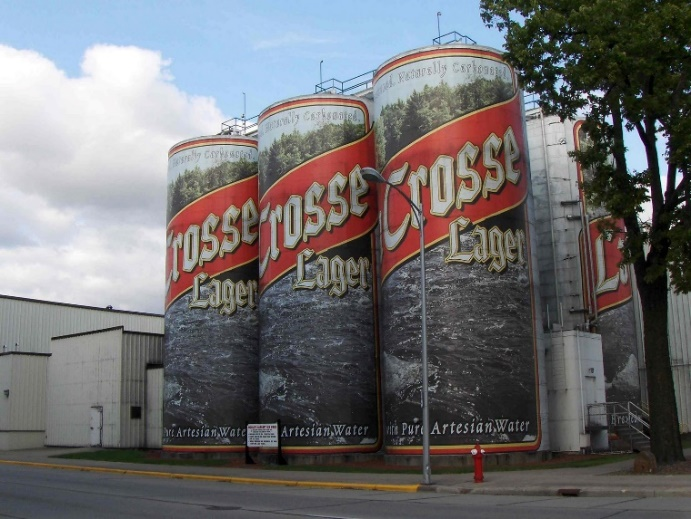 Naturally Carbonated
Crosse
Lager
Artesian Water
Naturally Carbonated
Crosse
Lager
Artesian Water
Naturally Carbonated
Crosse
Lager
with Pure Artesian Water